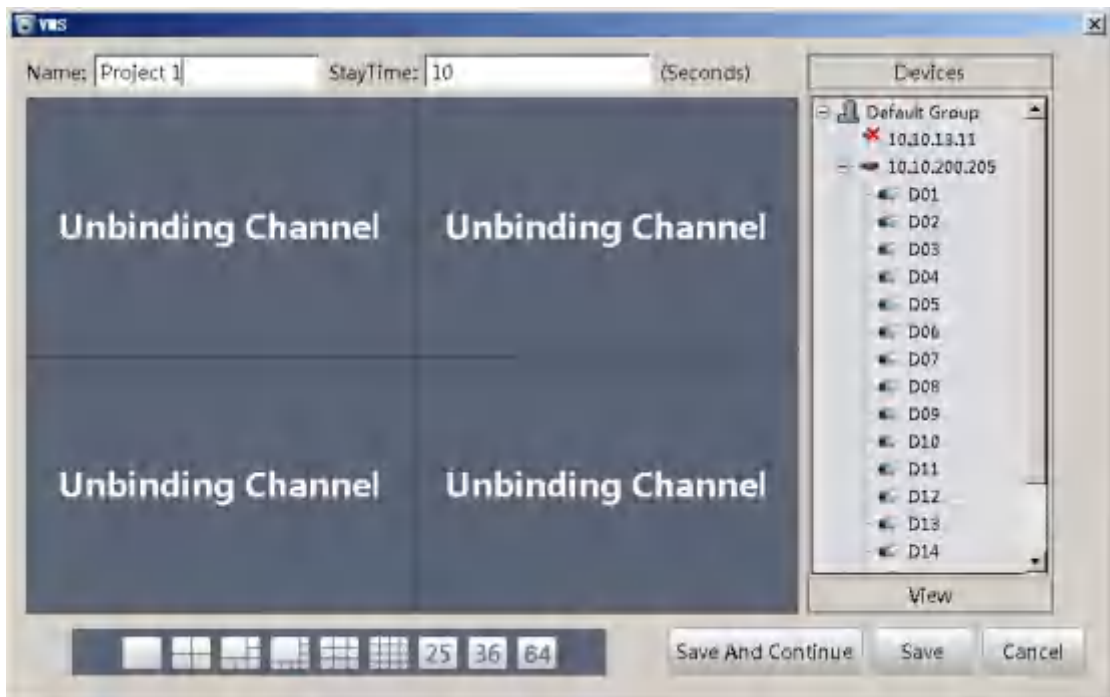 VMS
Name: Project 1 StayTime: 10 (Seconds)
Devices
Default Group
10.10.13.11
10.10.200.205
D01
D02
D03
D04
D05
D06
D07
D08
D09
D10
D11
D12
D13
D14
View
Unbinding Channel Unbinding Channel
Unbinding Channel Unbinding Channel
25 36 64
Save And Continue Save Cancel